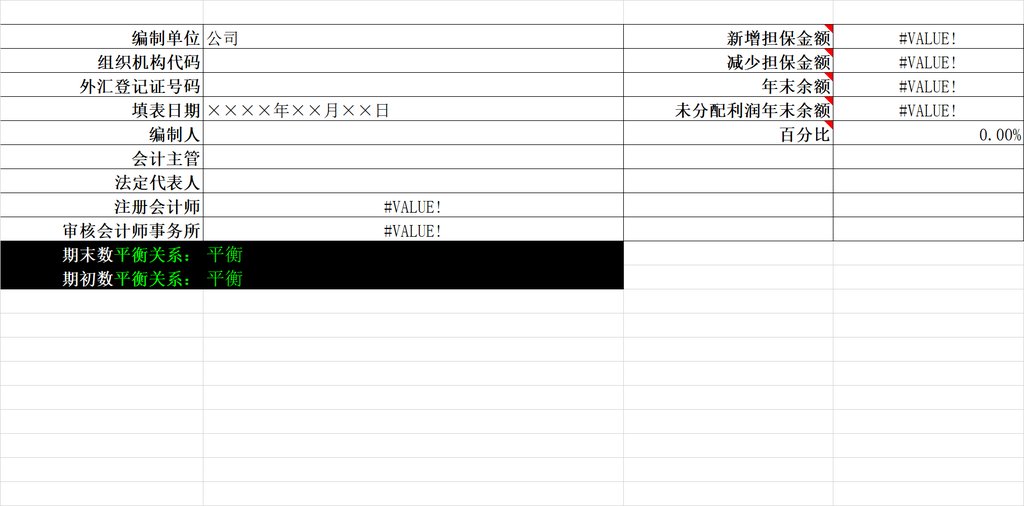 编制单位 公司 新增担保金额 #VALUE!
组织机构代码 减少担保金额 #VALUE!
外汇登记证号码 年末余额 #VALUE!
填表日期 ××××年××月××日 未分配利润年末余额 #VALUE!
编制人 百分比 0.00%
会计主管
法定代表人
注册会计师 #VALUE!
审核会计师事务所 #VALUE!
期末数平衡关系： 平衡
期初数平衡关系： 平衡